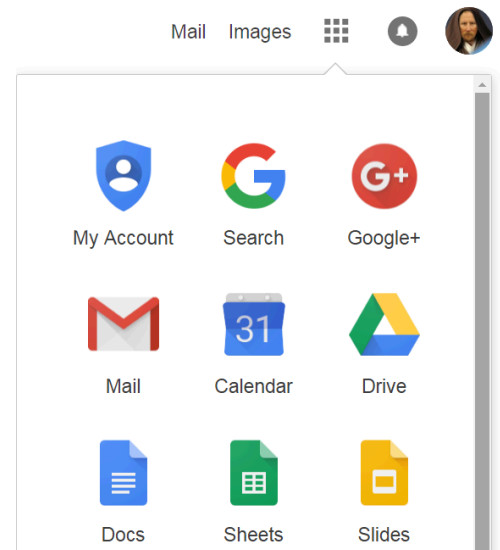 Mail Images
My Account Search Google+
G G+
31
Mail Calendar Drive
Docs Sheets Slides